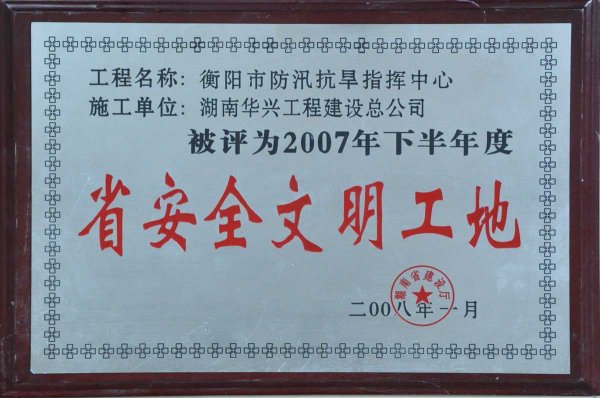 工程名称：衡阳市防汛抗旱指挥中心
施工单位：湖南华兴工程建设总公司
被评为2007年下半年度
省安全文明工地
湖南省建设厅
二00八年一月